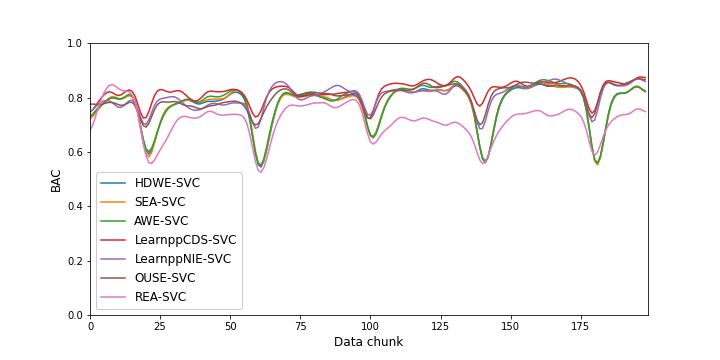 1.0
0.8
0.6
0.4
0.2
0.0
BAC
HDWE-SVC
SEA-SVC
AWE-SVC
LearnppCDS-SVC
LearnppNIE-SVC
OUSE-SVC
REA-SVC
0 25 50 75 100 125 150 175
Data chunk